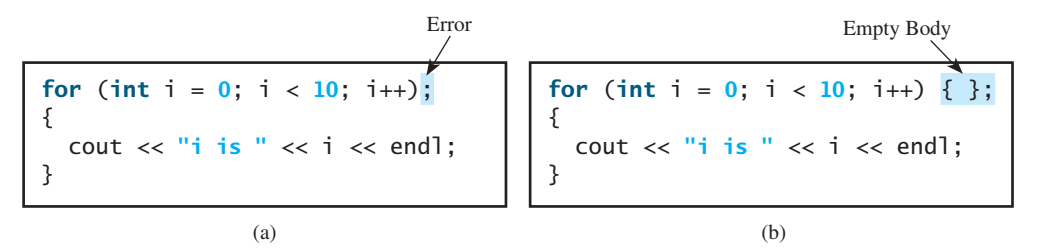 Error
for (int i = 0; i < 10; i++);
{
  cout << "i is " << i << endl;
}
(a)
Empty Body
for (int i = 0; i < 10; i++) { };
{
  cout << "i is " << i << endl;
}
(b)